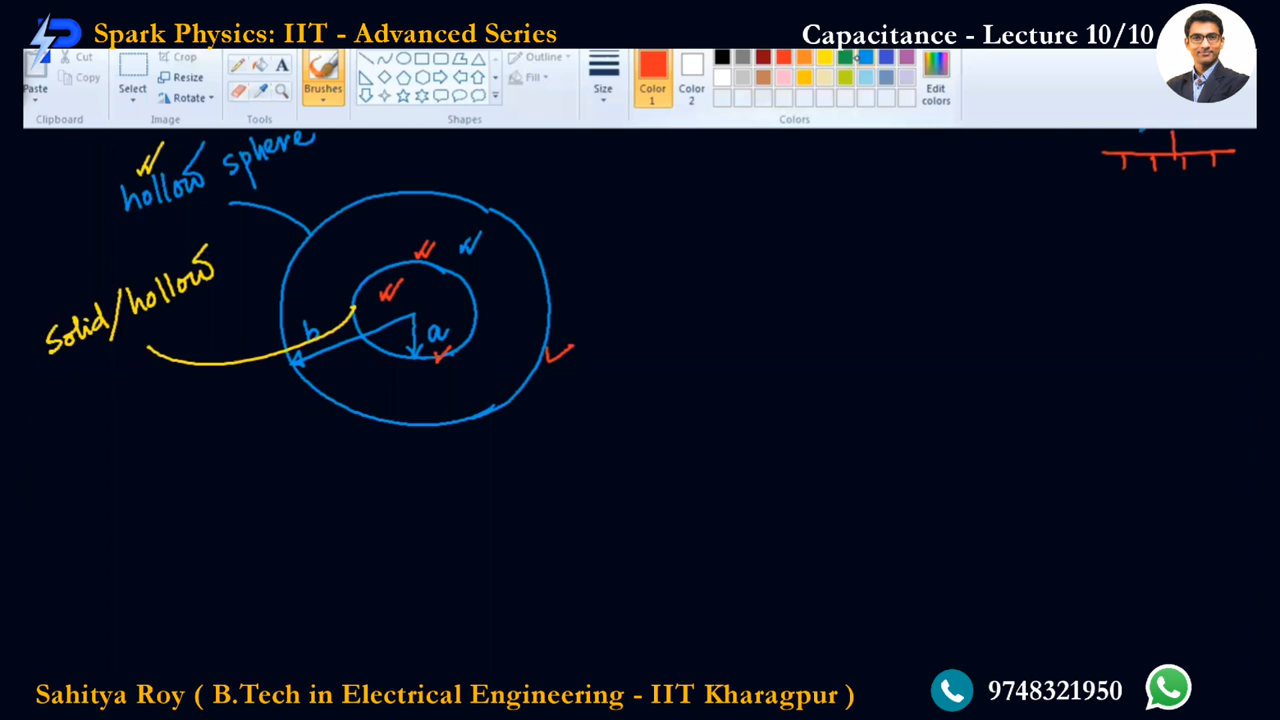 Spark Physics: IIT - Advanced Series
Capacitance - Lecture 10/10
Paste
Cut
Copy
Clipboard
Select
Crop
Resize
Rotate
Image
Tools
Brushes
Shapes
Outline
Fill
Size
Color 1
Color 2
Edit colors
Colors
hollow sphere
solid/hollow
b
a
Sahitya Roy ( B.Tech in Electrical Engineering - IIT Kharagpur )
9748321950